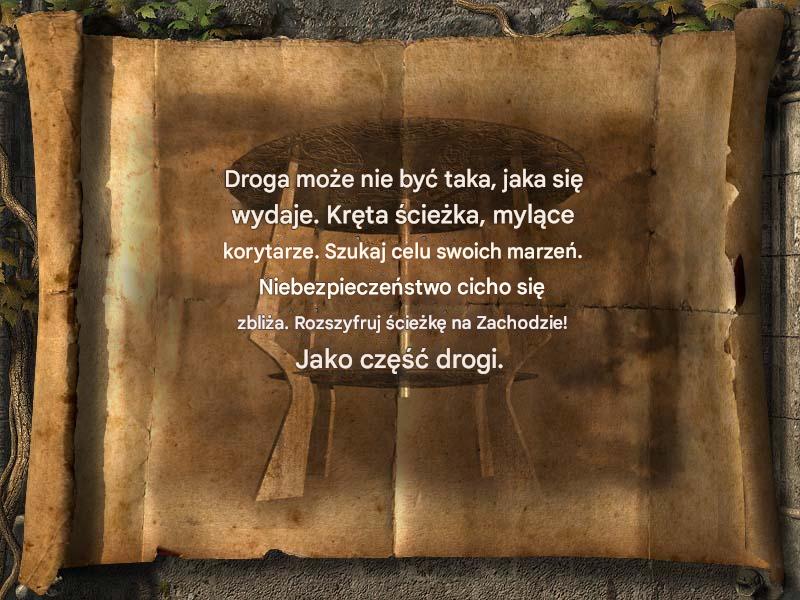 Droga może nie być taka, jaka się
wydaje. Kręta ścieżka, mylące
korytarze. Szukaj celu swoich marzeń.
Niebezpieczeństwo cicho się
zbliża. Rozszyfruj ścieżkę na Zachodzie!
Jako część drogi.